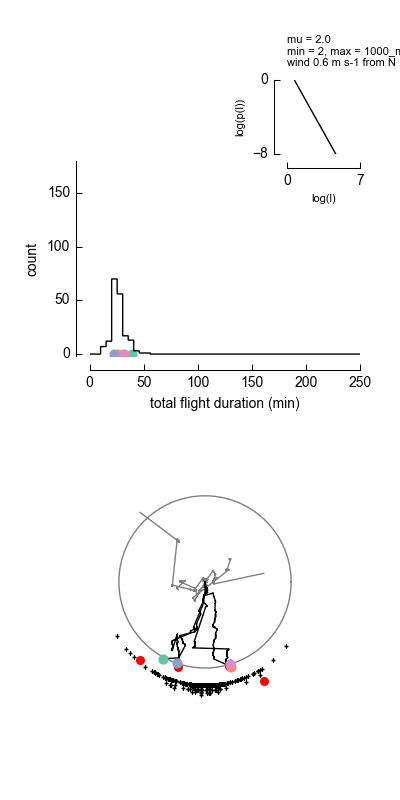 mu = 2.0
min = 2, max = 1000_m
wind 0.6 m s-1 from N
0
−8
log(p(l))
0 7
log(l)
150
100
50
0
count
0 50 100 150 200 250
total flight duration (min)